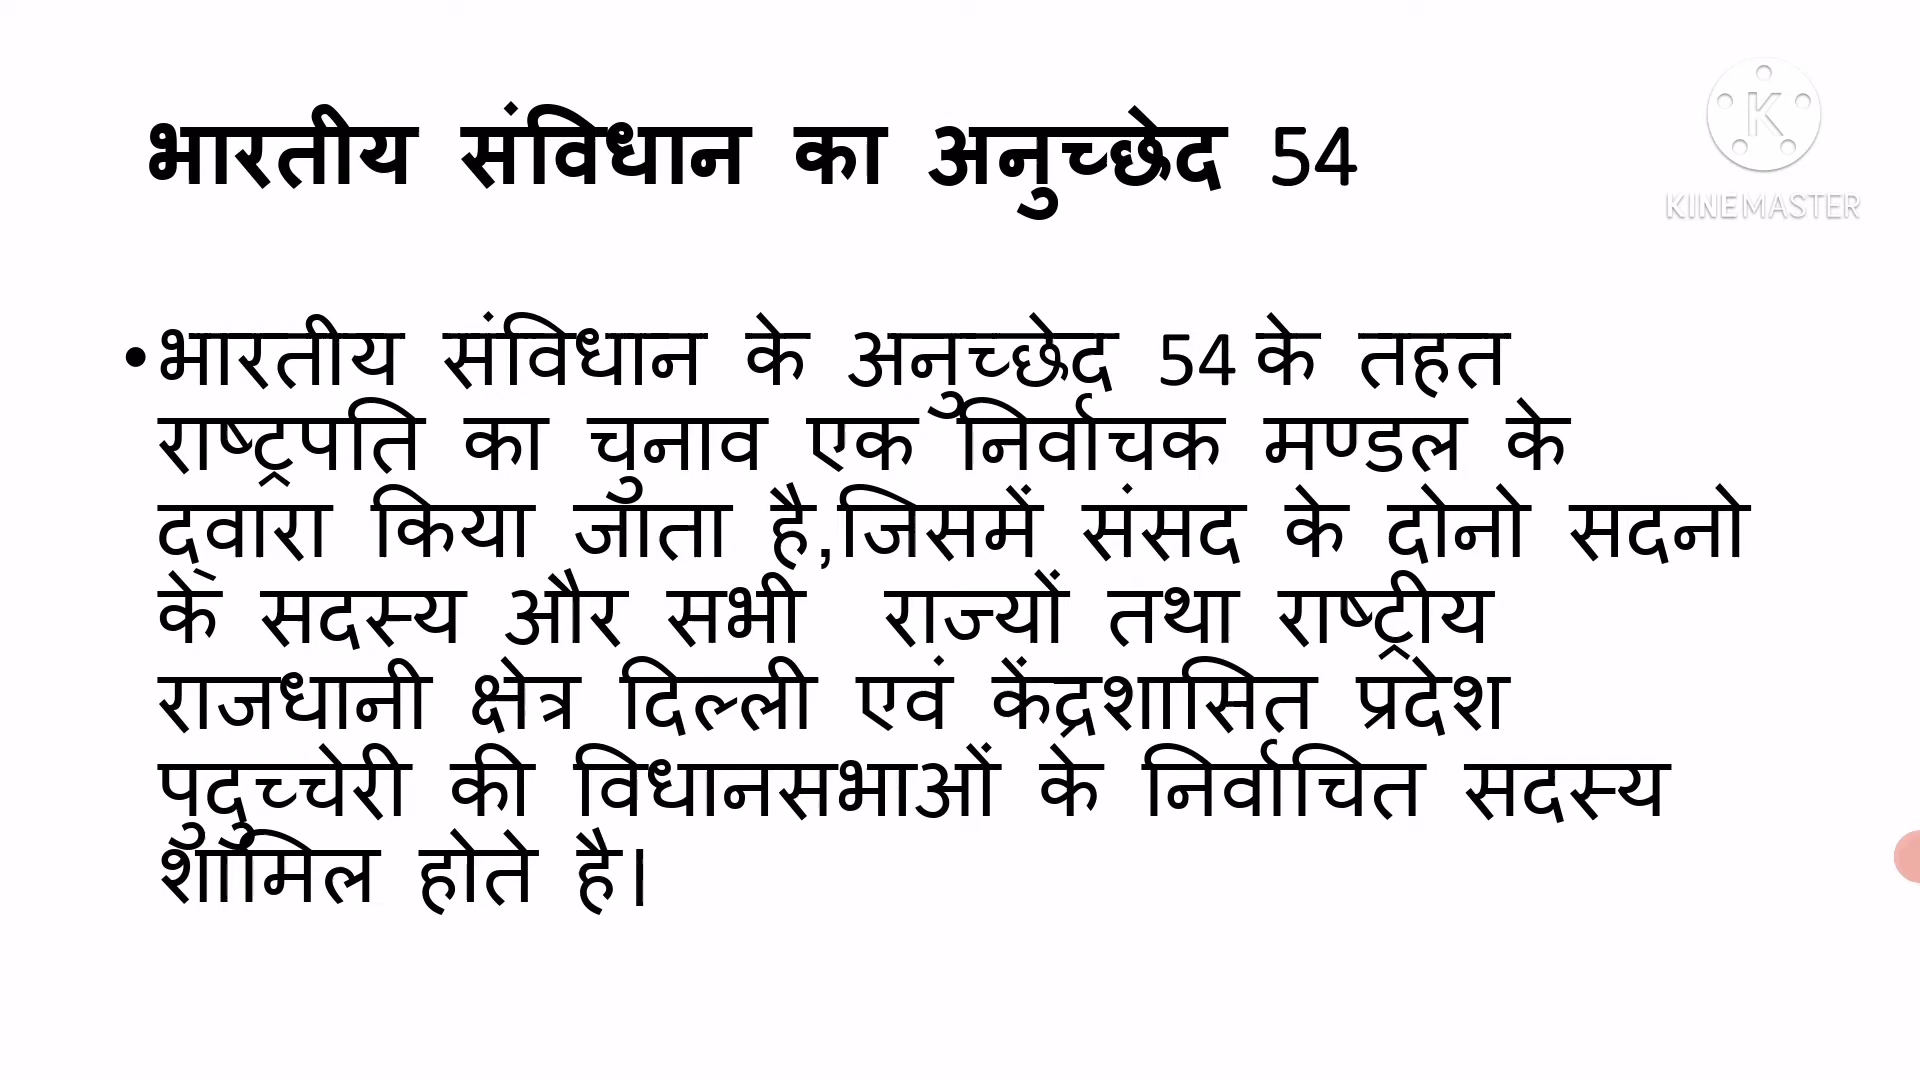 भारतीय संविधान का अनुच्छेद 54
KINEMASTER
•भारतीय संविधान के अनुच्छेद 54 के तहत
राष्ट्रपति का चुनाव एक निर्वाचक मण्डल के
द्वारा किया जाता है,जिसमें संसद के दोनो सदनो
के सदस्य और सभी राज्यों तथा राष्ट्रीय
राजधानी क्षेत्र दिल्ली एवं केंद्रशासित प्रदेश
पुदुच्चेरी की विधानसभाओं के निर्वाचित सदस्य
शामिल होते है।